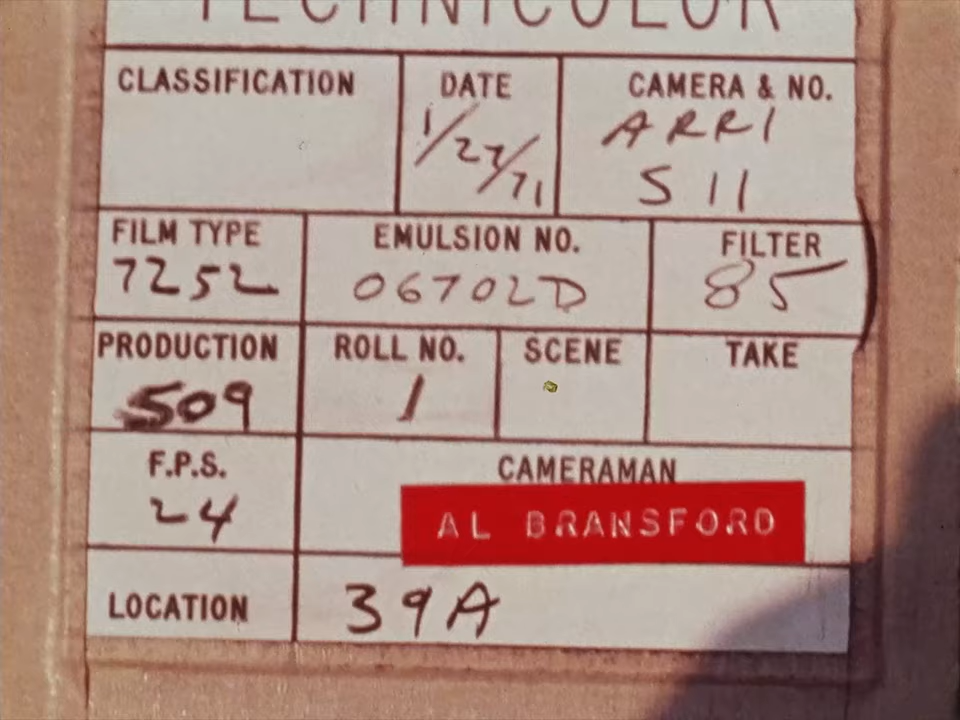 TECHNICOLOR
CLASSIFICATION DATE CAMERA & NO.
1/27/71 ARRI
S 11
FILM TYPE EMULSION NO. FILTER
7252 06702D 85
PRODUCTION ROLL NO. SCENE TAKE
509 1
F.P.S. CAMERAMAN
24 AL BRANSFORD
LOCATION 39A